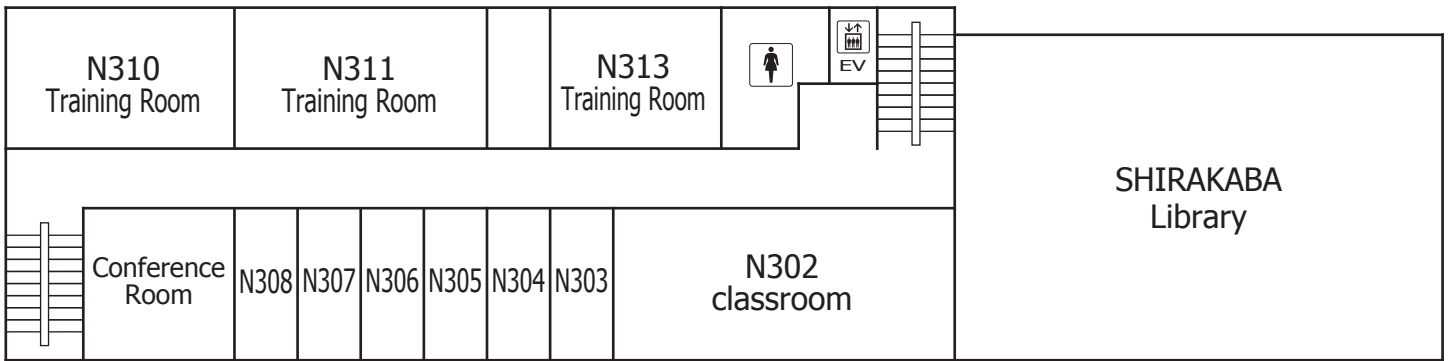 N310
Training Room
N311
Training Room
N313
Training Room
EV
SHIRAKABA
Library
Conference
Room
N308
N307
N306
N305
N304
N303
N302
classroom